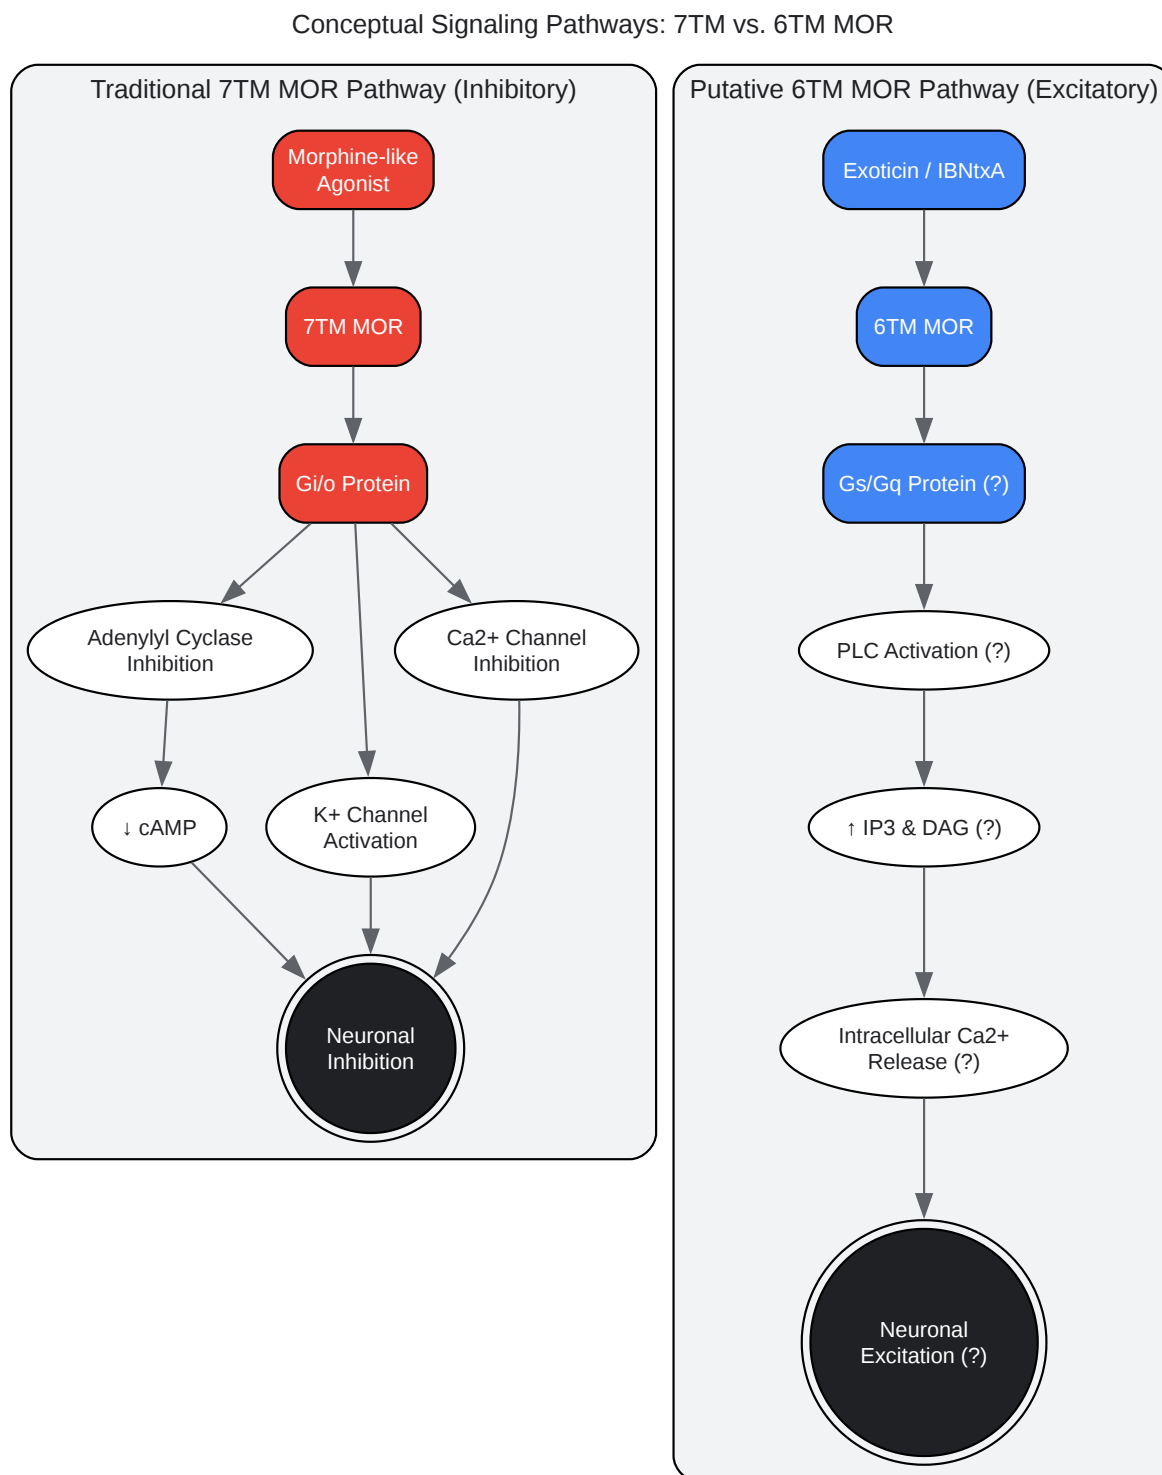 Conceptual Signaling Pathways: 7TM vs. 6TM MOR
Traditional 7TM MOR Pathway (Inhibitory)
Morphine-like
Agonist
7TM MOR
Gi/o Protein
Adenylyl Cyclase
Inhibition
Ca2+ Channel
Inhibition
↓ cAMP
K+ Channel
Activation
Neuronal
Inhibition
Putative 6TM MOR Pathway (Excitatory)
Exoticin / IBNtxA
6TM MOR
Gs/Gq Protein (?)
PLC Activation (?)
↑ IP3 & DAG (?)
Intracellular Ca2+
Release (?)
Neuronal
Excitation (?)